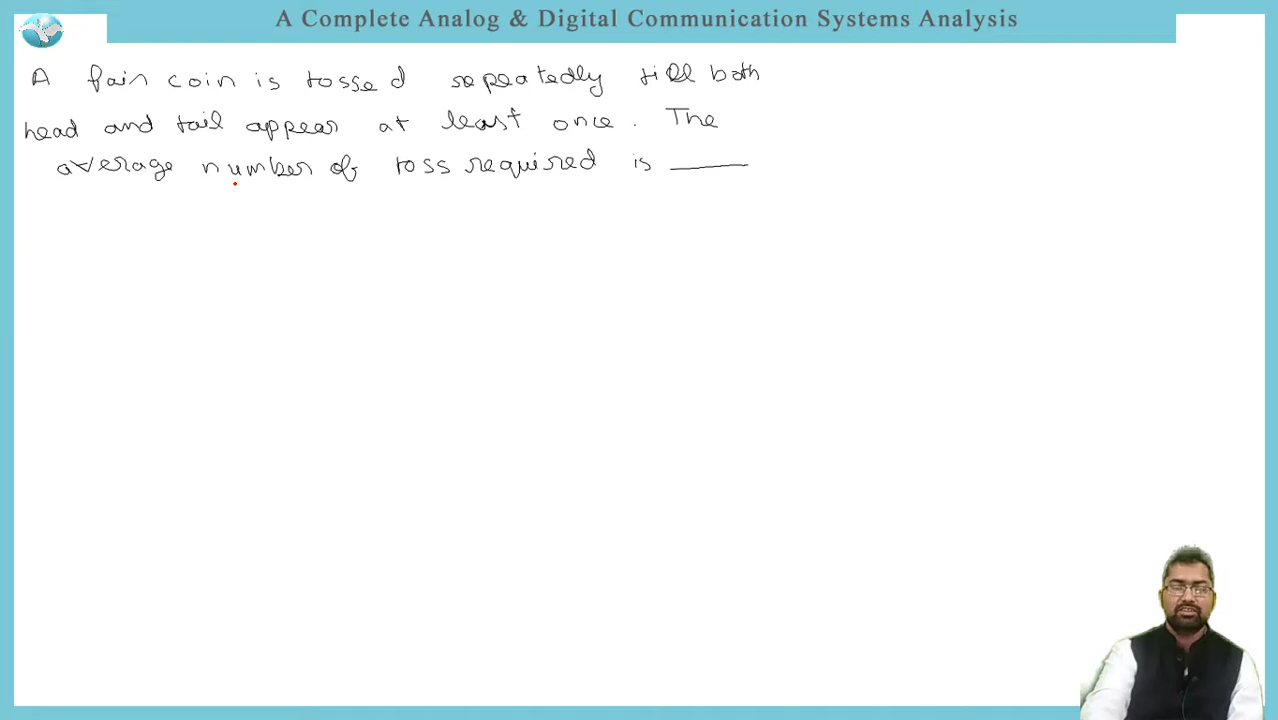 A Complete Analog & Digital Communication Systems Analysis
A fair coin is tossed repeatedly till both
head and tail appear at least once. The
average number of toss required is ____